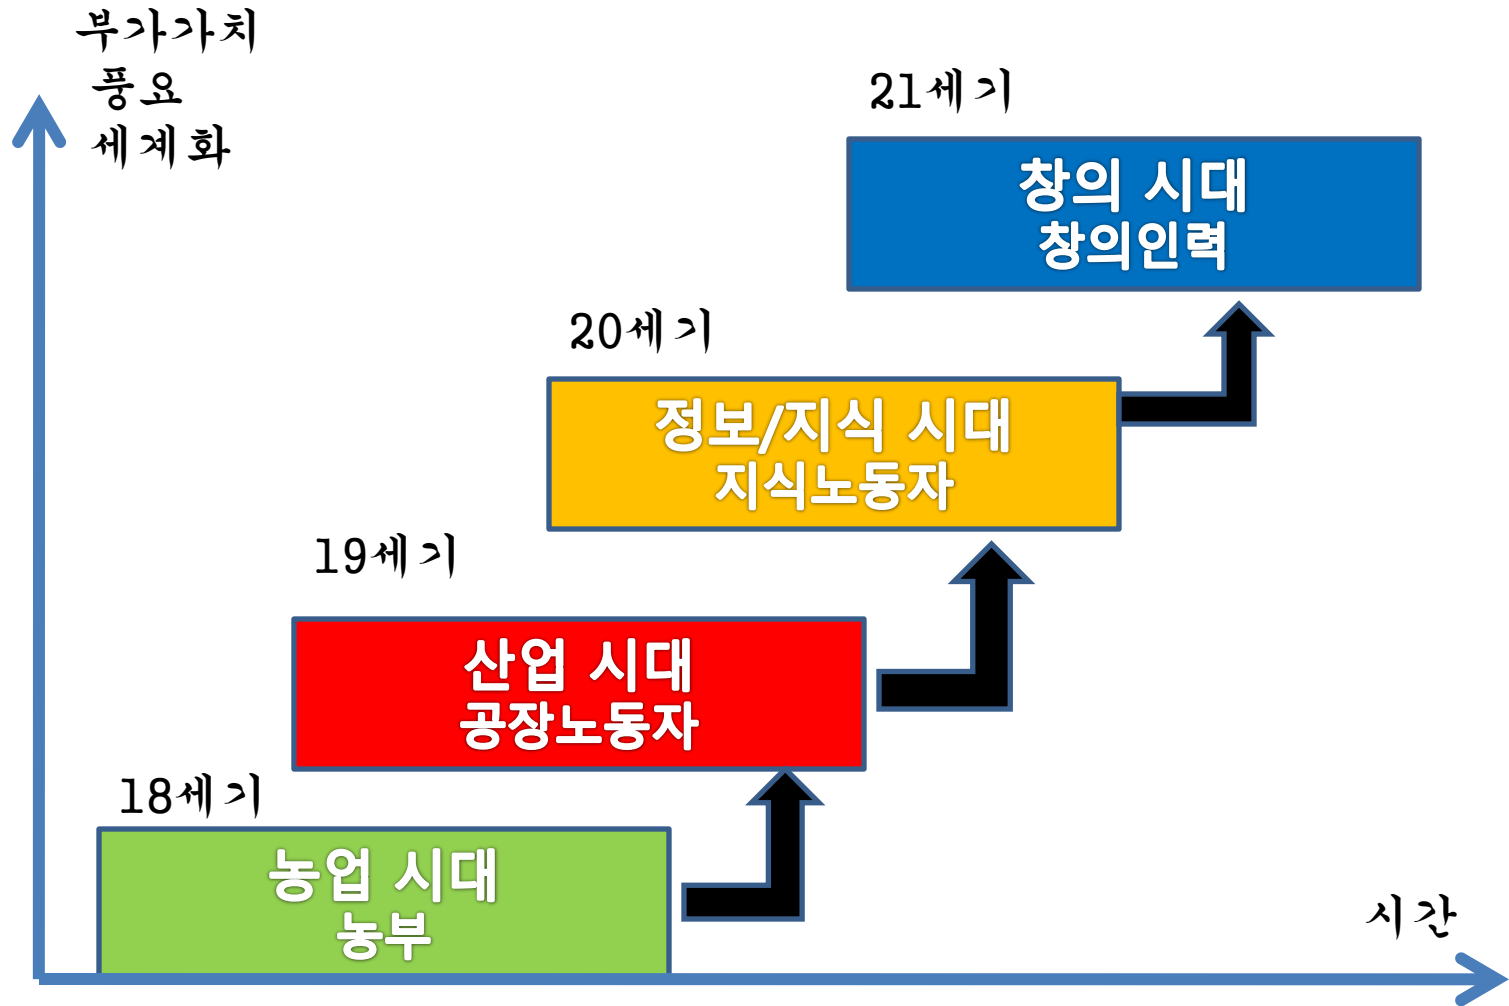 부가가치
풍요
세계화
21세기
창의 시대
창의인력
20세기
정보/지식 시대
지식노동자
19세기
산업 시대
공장노동자
18세기
농업 시대
농부
시간